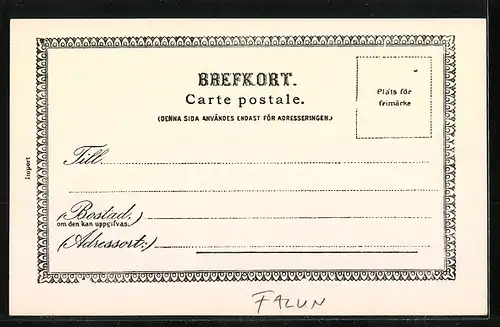 BREFKORT.
Carte postale.
(DENNA SIDA ANVÄNDES ENDAST FÖR ADRESSERINGEN.)
Plats för
frimärke
Till
(Bostad,)
om den kan uppgifvas.
(Adressort:)
Import
FALUN